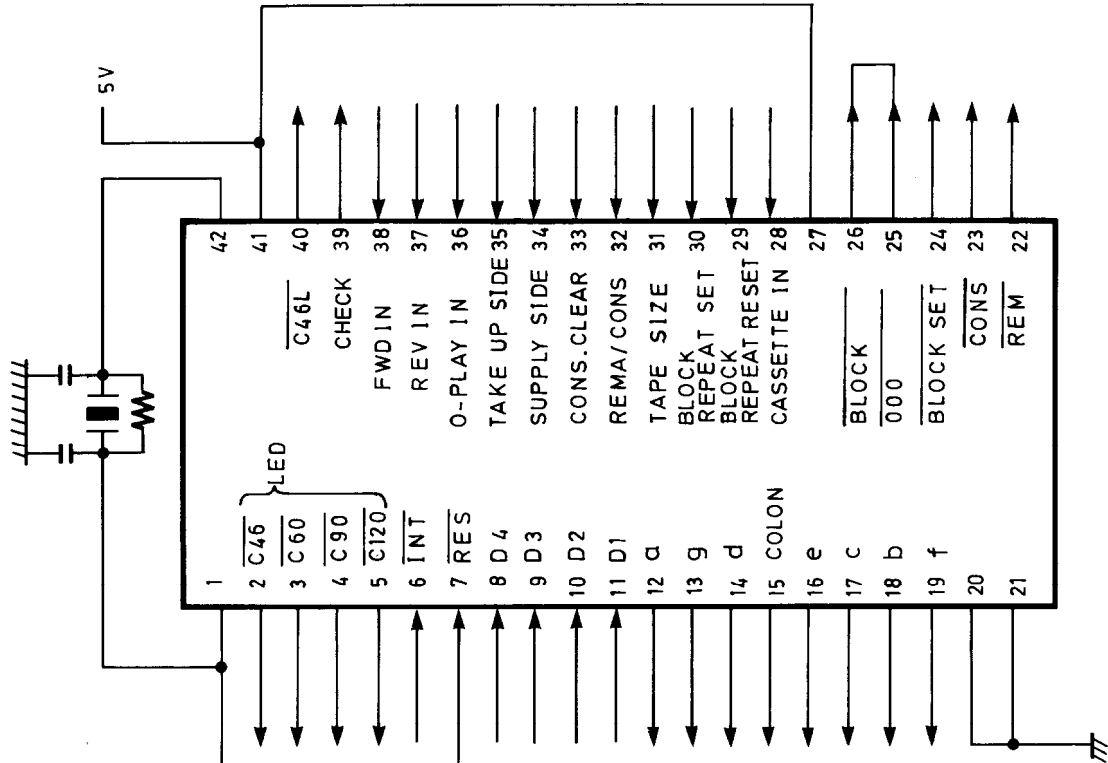 5V
1
2 C46
3 C60
4 C90
5 C120
LED
6 INT
7 RES
8 D4
9 D3
10 D2
11 D1
12 a
13 g
14 d
15 COLON
16 e
17 c
18 b
19 f
20
21
42
41
C46L 40
CHECK 39
FWD IN 38
REV IN 37
O-PLAY IN 36
TAKE UP SIDE 35
SUPPLY SIDE 34
CONS.CLEAR 33
REMA/CONS 32
TAPE SIZE 31
BLOCK
REPEAT SET 30
BLOCK
REPEAT RESET 29
CASSETTE IN 28
27
BLOCK 26
000 25
BLOCK SET 24
CONS 23
REM 22